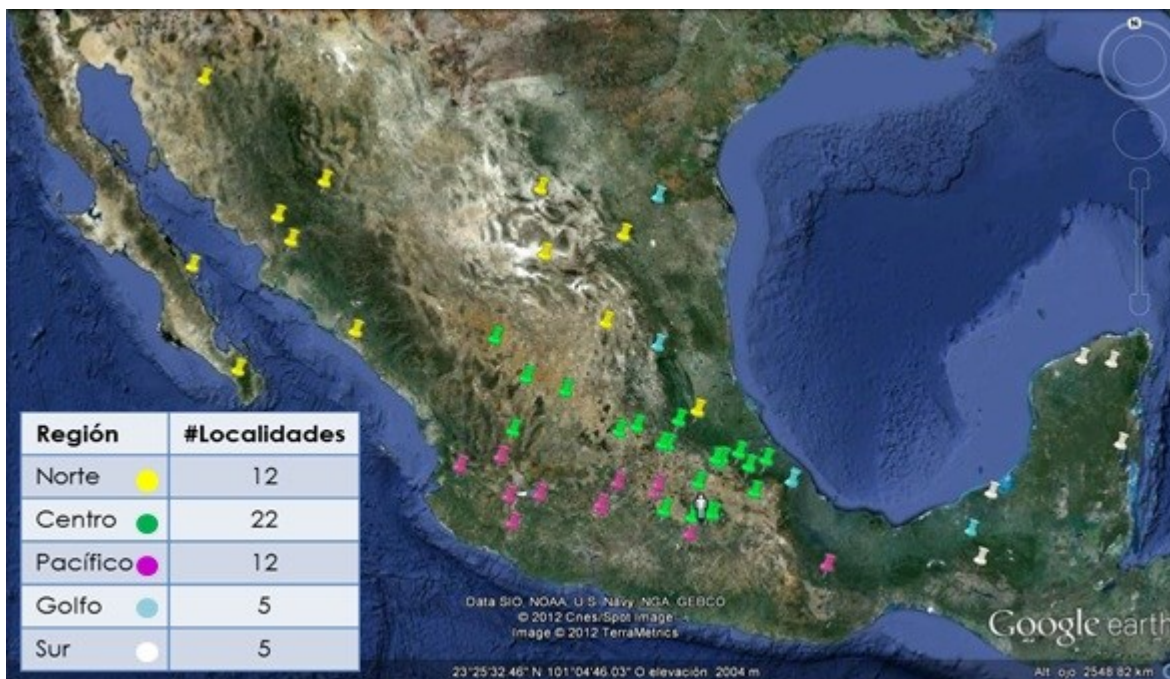 N
Región #Localidades
Norte 12
Centro 22
Pacífico 12
Golfo 5
Sur 5
Data SIO, NOAA, U.S. Navy, NGA, GEBCO
© 2012 Cnes/Spot Image
Image © 2012 TerraMetrics
Google earth
23°25'32.46" N 101°04'46.03" O elevación 2004 m
Alt. ojo 2548.82 km